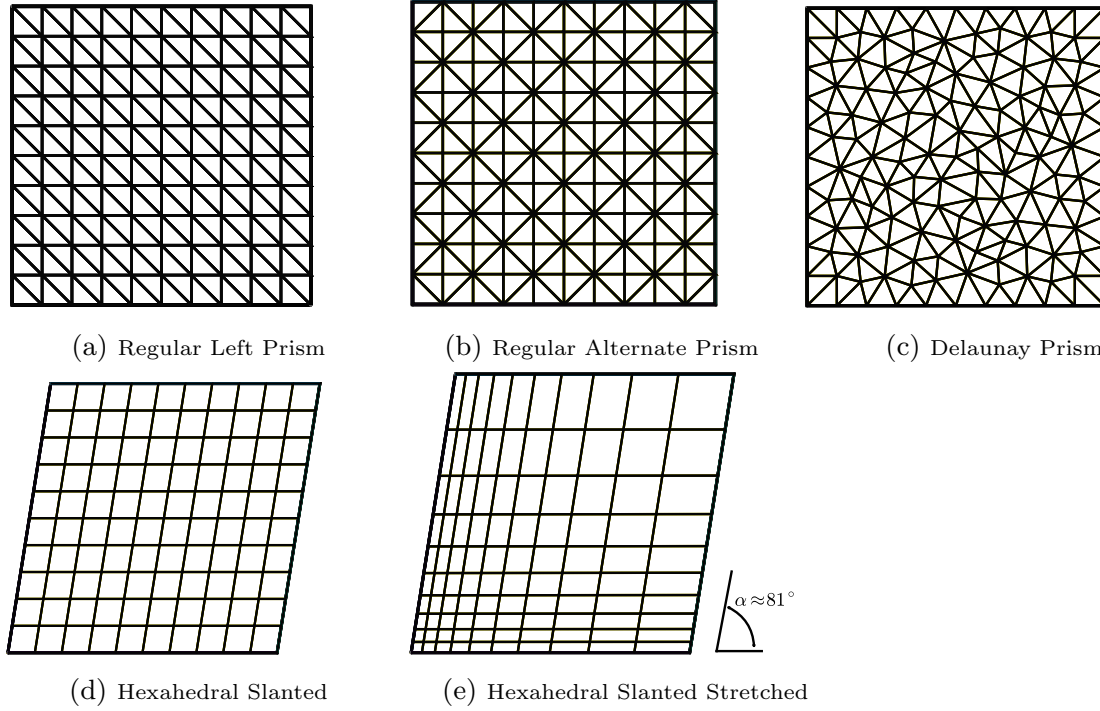 (a) Regular Left Prism
(b) Regular Alternate Prism
(c) Delaunay Prism
α≈81°
(d) Hexahedral Slanted
(e) Hexahedral Slanted Stretched